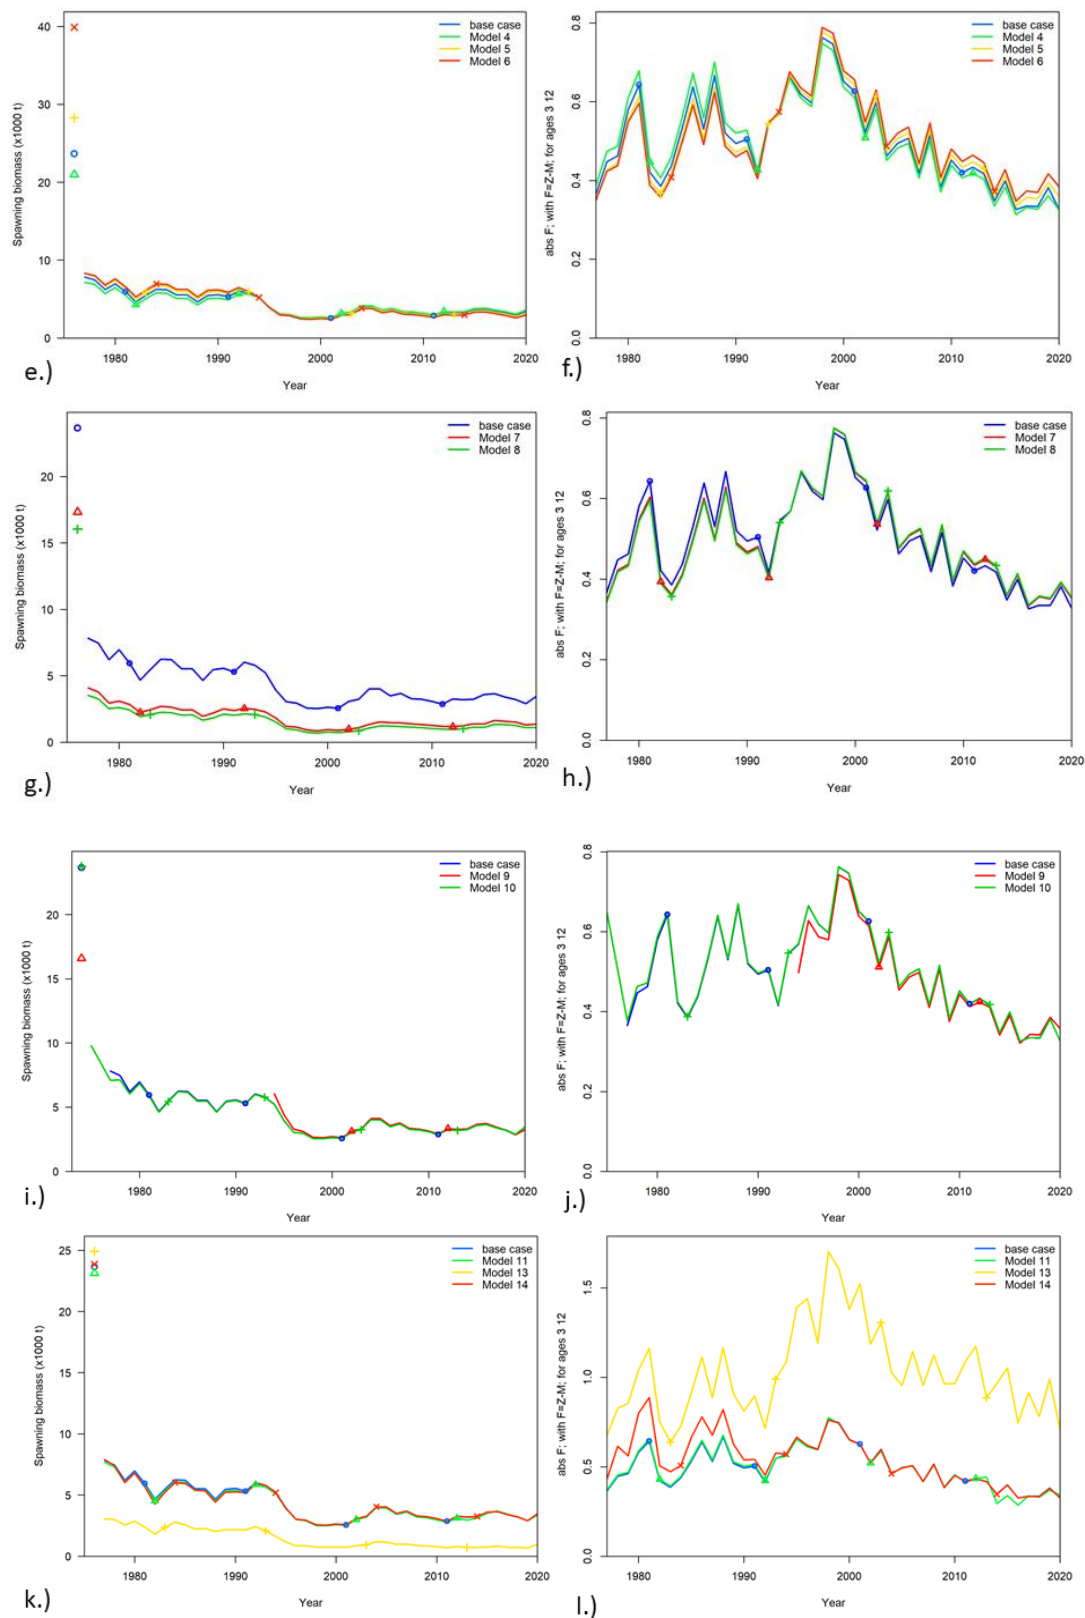 Spawning biomass (x1000 t)
40
30
20
10
0
base case
Model 4
Model 5
Model 6
1980
1990
2000
2010
2020
Year
e.)
abs F; with F=Z-M; for ages 3 12
0.8
0.6
0.4
0.2
0.0
base case
Model 4
Model 5
Model 6
1980
1990
2000
2010
2020
Year
f.)
Spawning biomass (x1000 t)
20
15
10
5
0
base case
Model 7
Model 8
1980
1990
2000
2010
2020
Year
g.)
abs F; with F=Z-M; for ages 3 12
0.8
0.6
0.4
0.2
0.0
base case
Model 7
Model 8
1980
1990
2000
2010
2020
Year
h.)
Spawning biomass (x1000 t)
20
15
10
5
0
base case
Model 9
Model 10
1980
1990
2000
2010
2020
Year
i.)
abs F; with F=Z-M; for ages 3 12
0.8
0.6
0.4
0.2
0.0
base case
Model 9
Model 10
1980
1990
2000
2010
2020
Year
j.)
Spawning biomass (x1000 t)
25
20
15
10
5
0
base case
Model 11
Model 13
Model 14
1980
1990
2000
2010
2020
Year
k.)
abs F; with F=Z-M; for ages 3 12
1.5
1.0
0.5
0.0
base case
Model 11
Model 13
Model 14
1980
1990
2000
2010
2020
Year
l.)